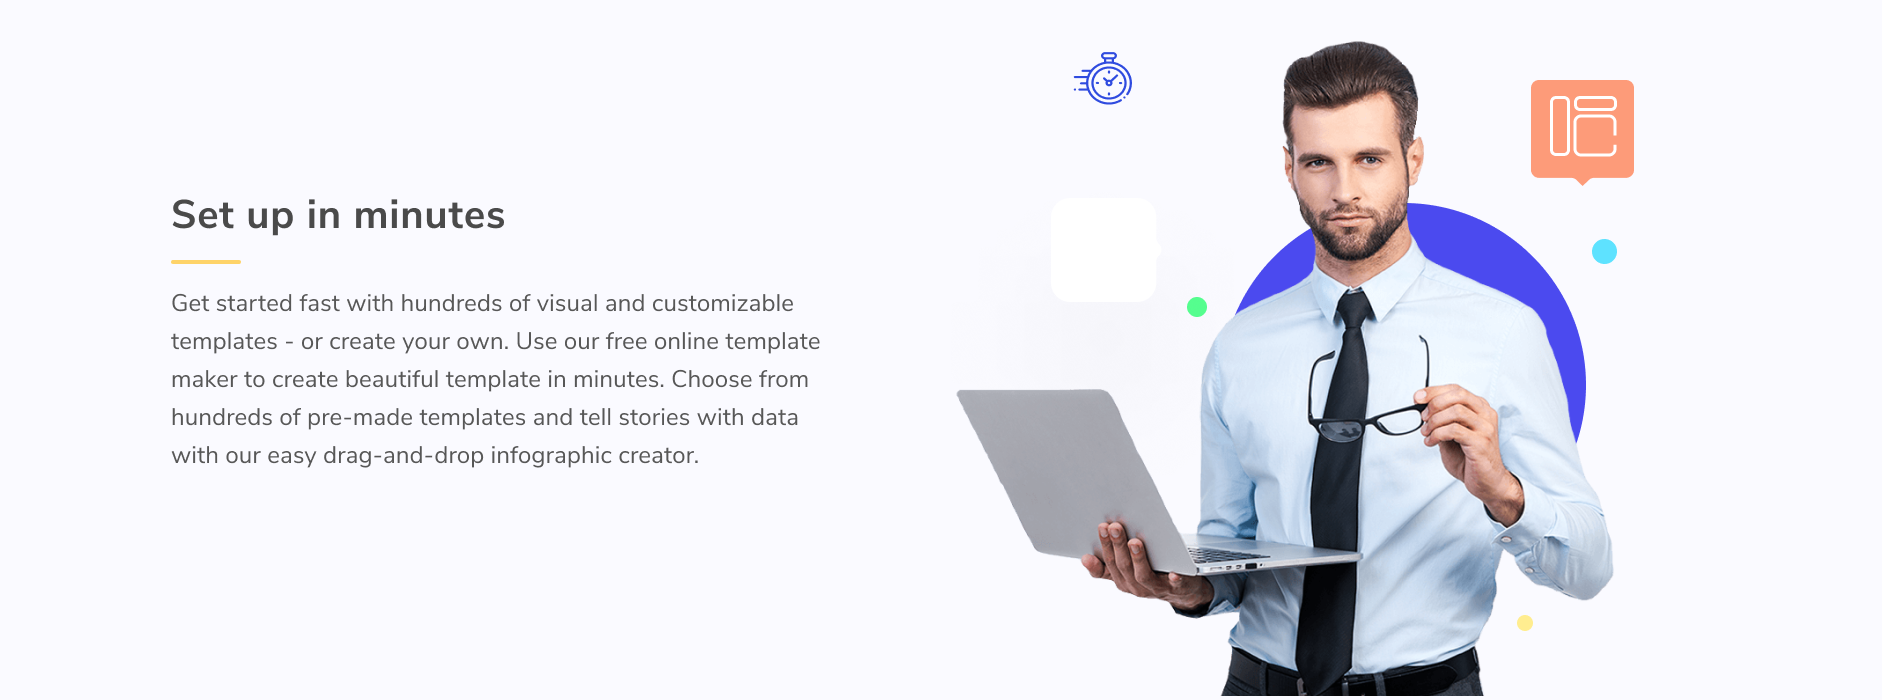 Set up in minutes
Get started fast with hundreds of visual and customizable
templates - or create your own. Use our free online template
maker to create beautiful template in minutes. Choose from
hundreds of pre-made templates and tell stories with data
with our easy drag-and-drop infographic creator.